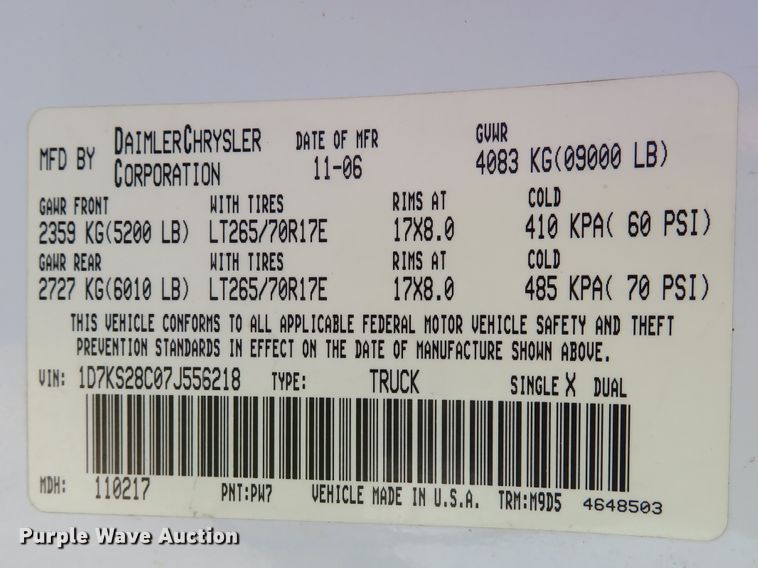 MFD BY DAIMLERCHRYSLER CORPORATION DATE OF MFR 11-06 GVWR 4083 KG(09000 LB)
GAWR FRONT WITH TIRES RIMS AT COLD
2359 KG(5200 LB) LT265/70R17E 17X8.0 410 KPA( 60 PSI)
GAWR REAR WITH TIRES RIMS AT COLD
2727 KG(6010 LB) LT265/70R17E 17X8.0 485 KPA( 70 PSI)
THIS VEHICLE CONFORMS TO ALL APPLICABLE FEDERAL MOTOR VEHICLE SAFETY AND THEFT
PREVENTION STANDARDS IN EFFECT ON THE DATE OF MANUFACTURE SHOWN ABOVE.
VIN: 1D7KS28C07J556218 TYPE: TRUCK SINGLE X DUAL
MDH: 110217 PNT:PW7 VEHICLE MADE IN U.S.A. TRM:M9D5 4648503
Purple Wave Auction